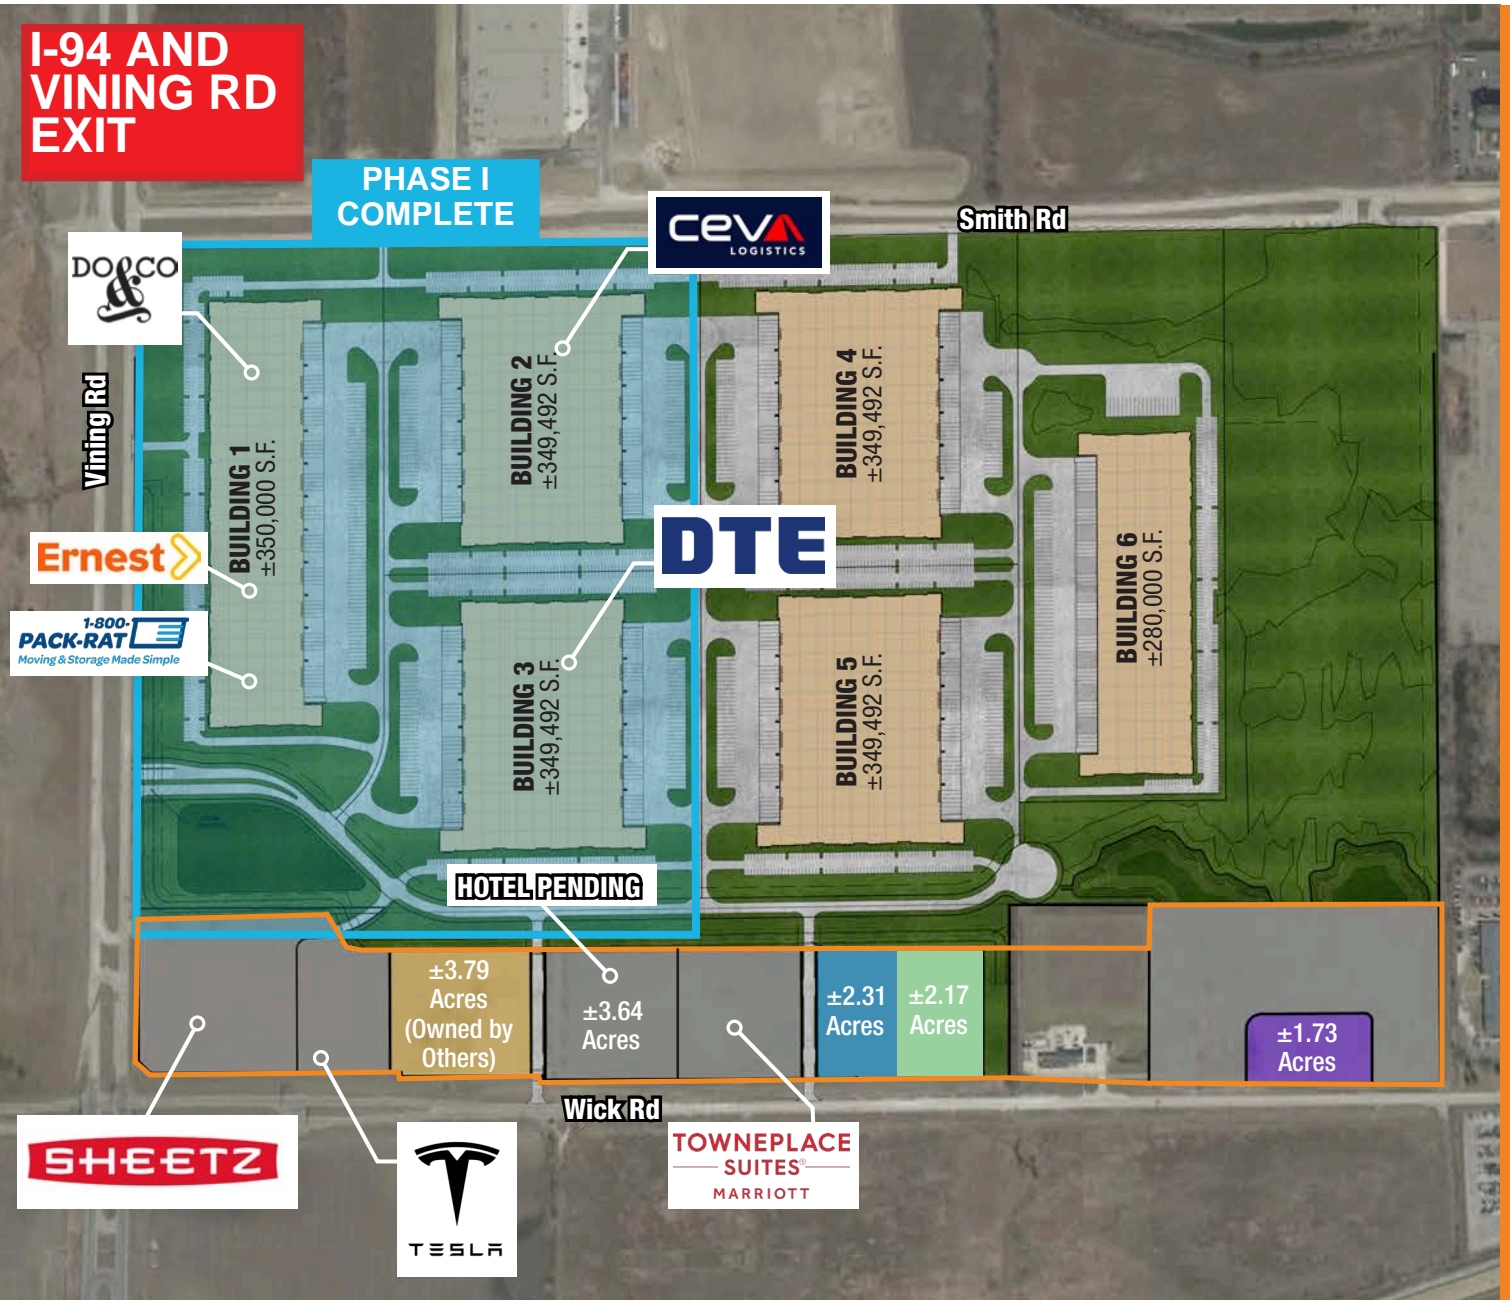 I-94 AND
VINING RD
EXIT
PHASE I
COMPLETE
CEVA
LOGISTICS
Smith Rd
DO&CO
Vining Rd
BUILDING 1
±350,000 S.F.
BUILDING 2
±349,492 S.F.
BUILDING 4
±349,492 S.F.
Ernest
DTE
1-800-
PACK-RAT
Moving & Storage Made Simple
BUILDING 3
±349,492 S.F.
BUILDING 5
±349,492 S.F.
BUILDING 6
±280,000 S.F.
HOTEL PENDING
±3.79
Acres
(Owned by
Others)
±3.64
Acres
±2.31
Acres
±2.17
Acres
±1.73
Acres
Wick Rd
SHEETZ
TESLA
TOWNEPLACE
SUITES®
MARRIOTT